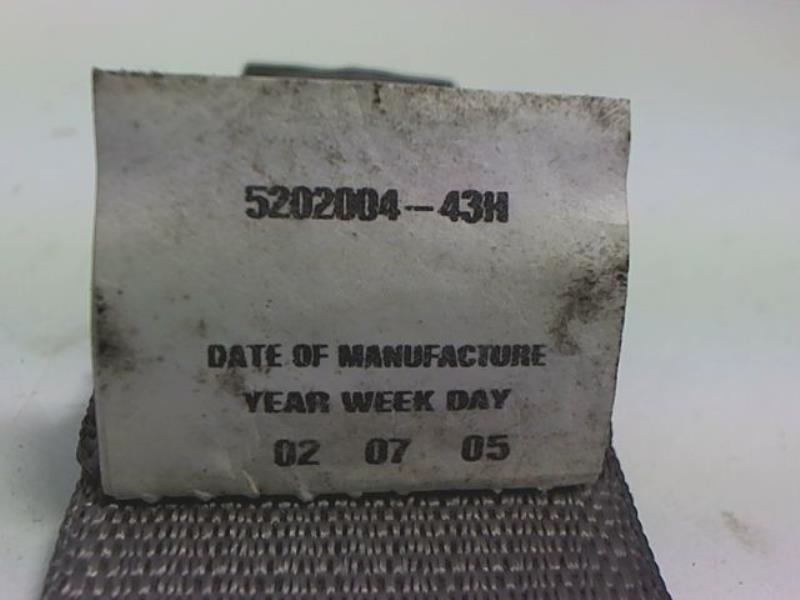 5202004-43H
DATE OF MANUFACTURE
YEAR WEEK DAY
02 07 05